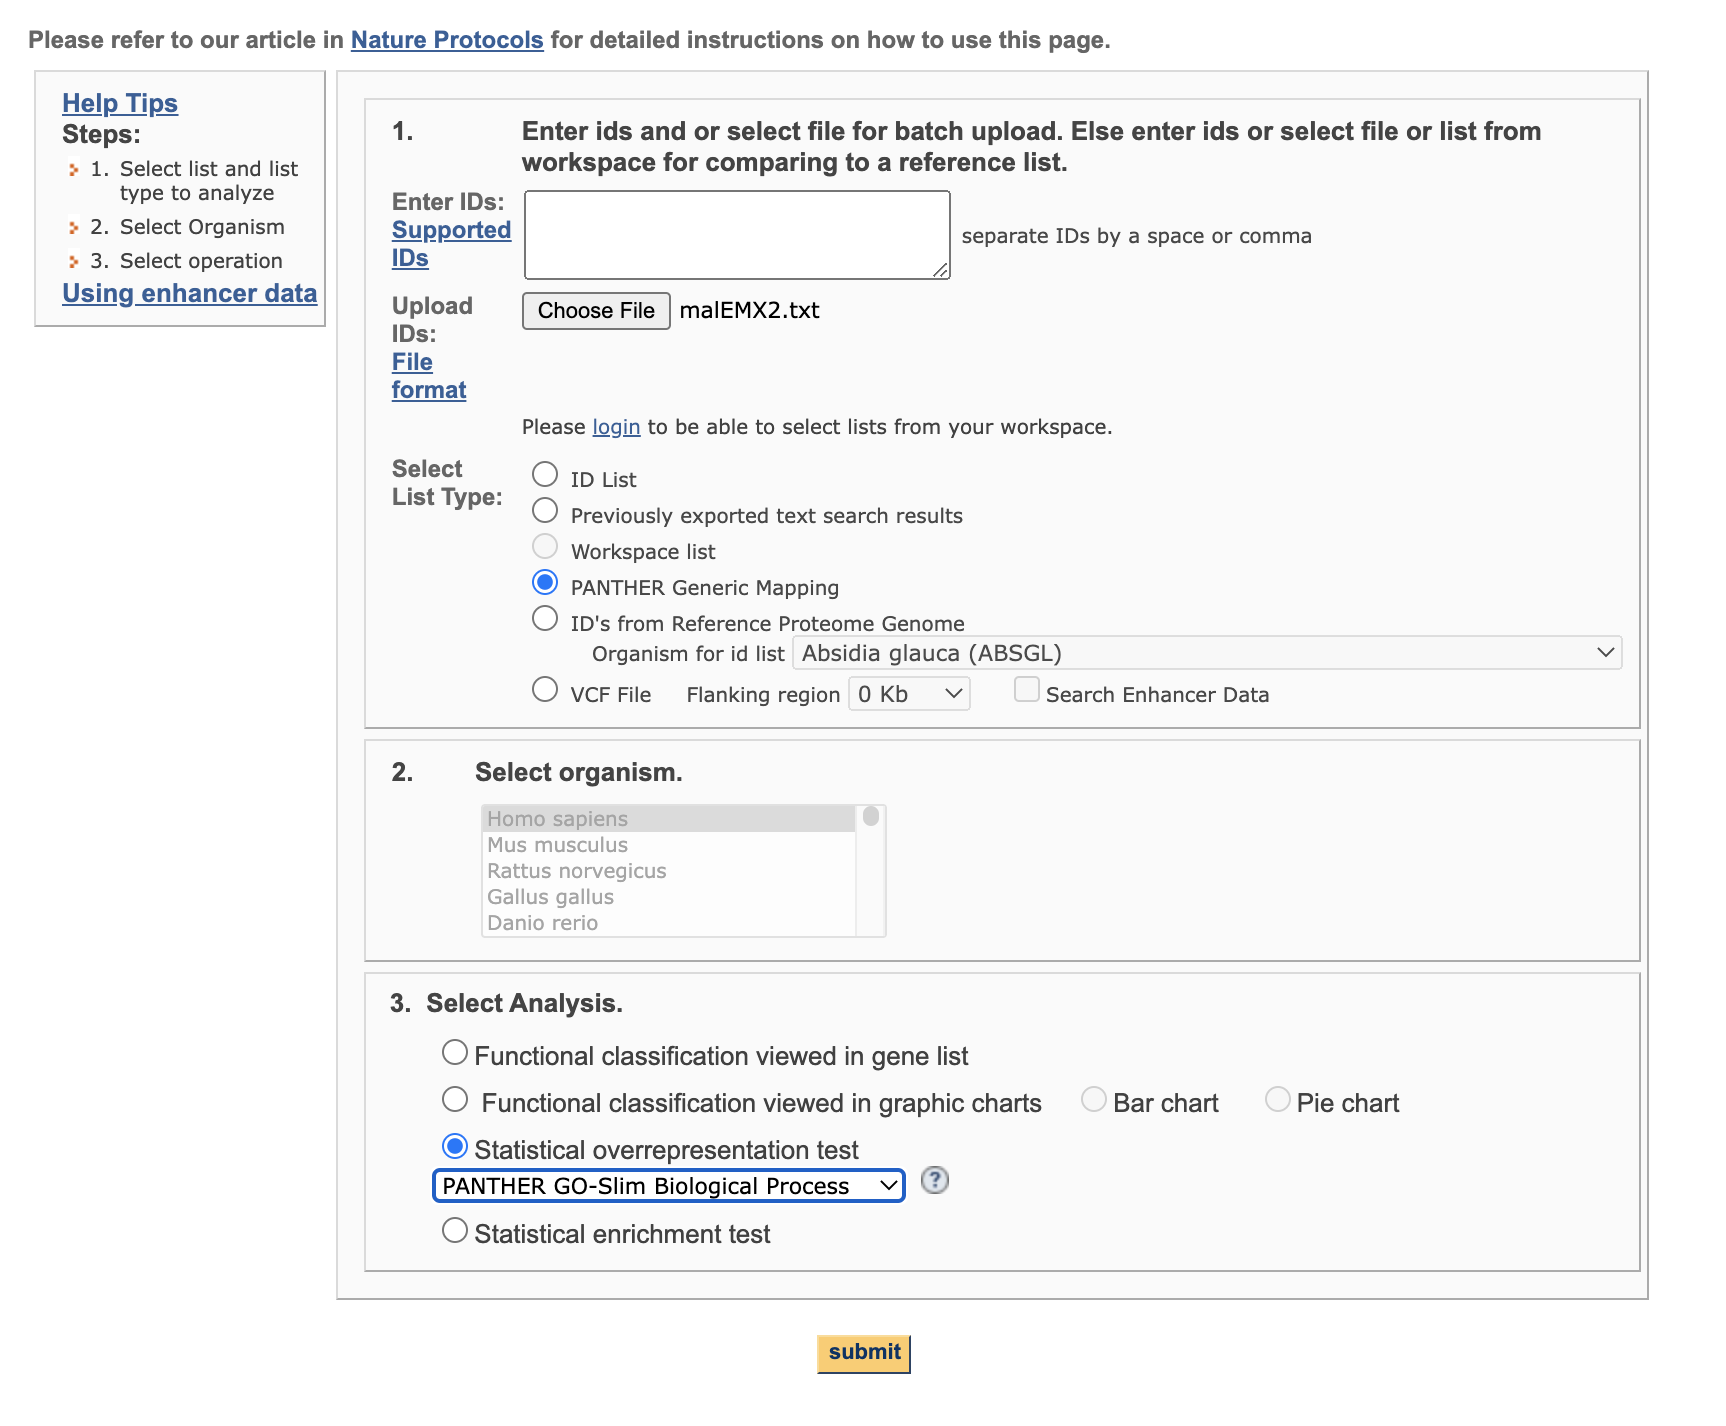 Please refer to our article in Nature Protocols for detailed instructions on how to use this page.
Help Tips
Steps:
1. Select list and list
type to analyze
2. Select Organism
3. Select operation
Using enhancer data
1. Enter ids and or select file for batch upload. Else enter ids or select file or list from
workspace for comparing to a reference list.
Enter IDs:
Supported
IDs
separate IDs by a space or comma
Upload
IDs:
File
format
Choose File malEMX2.txt
Please login to be able to select lists from your workspace.
Select
List Type:
ID List
Previously exported text search results
Workspace list
PANTHER Generic Mapping
ID's from Reference Proteome Genome
Organism for id list Absidia glauca (ABSGL)
VCF File Flanking region 0 Kb Search Enhancer Data
2. Select organism.
Homo sapiens
Mus musculus
Rattus norvegicus
Gallus gallus
Danio rerio
3. Select Analysis.
Functional classification viewed in gene list
Functional classification viewed in graphic charts Bar chart Pie chart
Statistical overrepresentation test
PANTHER GO-Slim Biological Process ?
Statistical enrichment test
submit